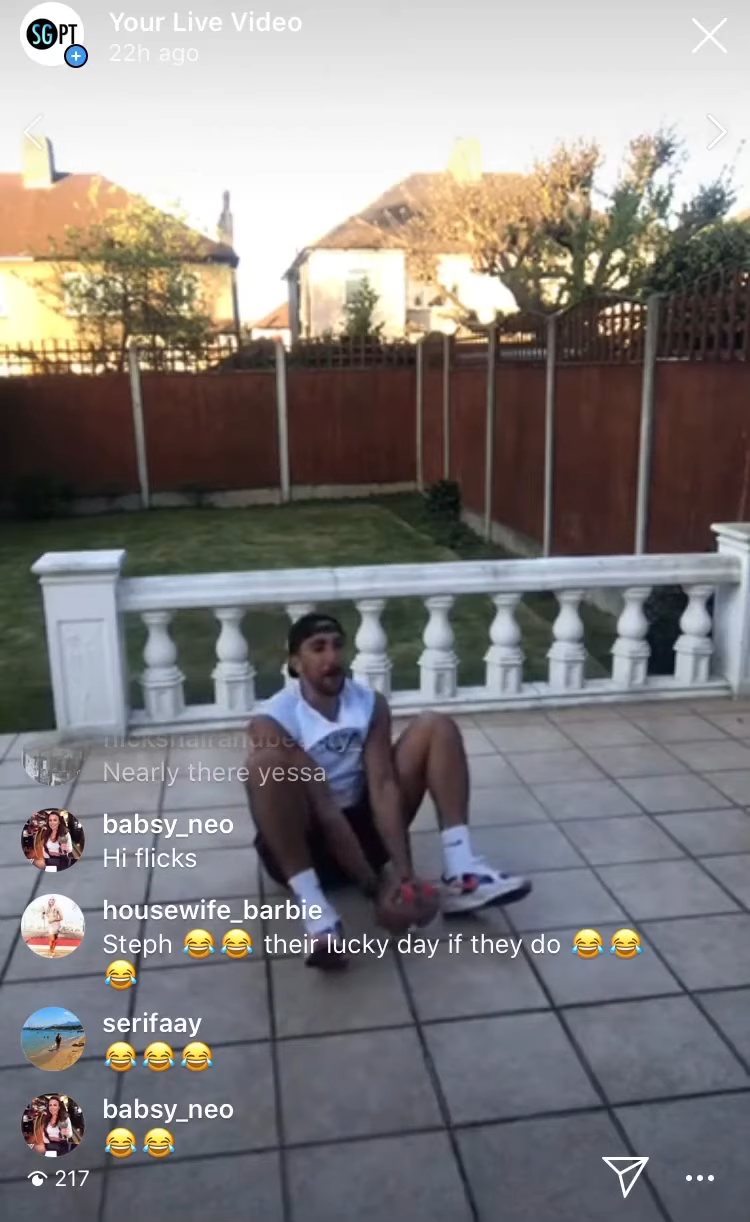 SGPT
Your Live Video
22h ago
Nearly there yessa
babsy_neo
Hi flicks
housewife_barbie
Steph 😂😂 their lucky day if they do 😂😂
😂
serifaay
😂😂😂
babsy_neo
😂😂
217